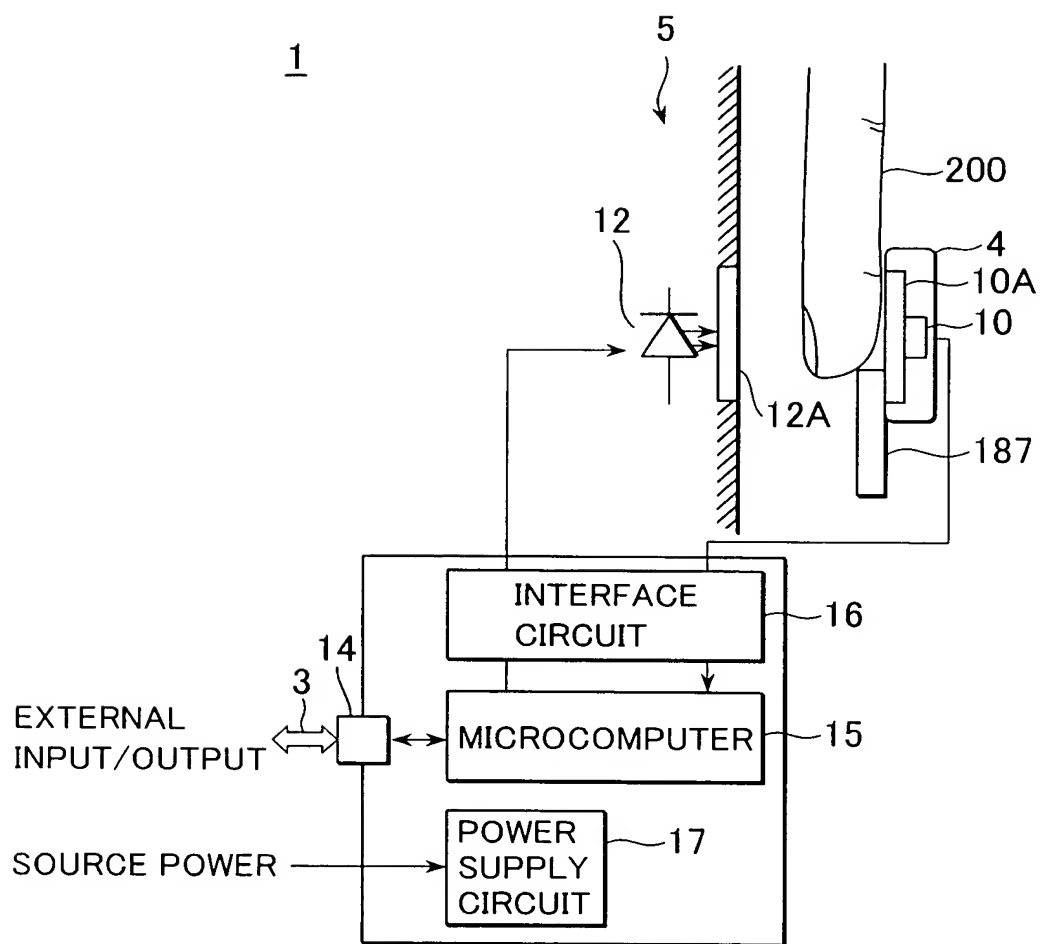 1
5
200
12
4
10A
10
12A
187
INTERFACE
CIRCUIT
16
14
3
EXTERNAL
INPUT/OUTPUT
MICROCOMPUTER
15
POWER
SUPPLY
CIRCUIT
17
SOURCE POWER